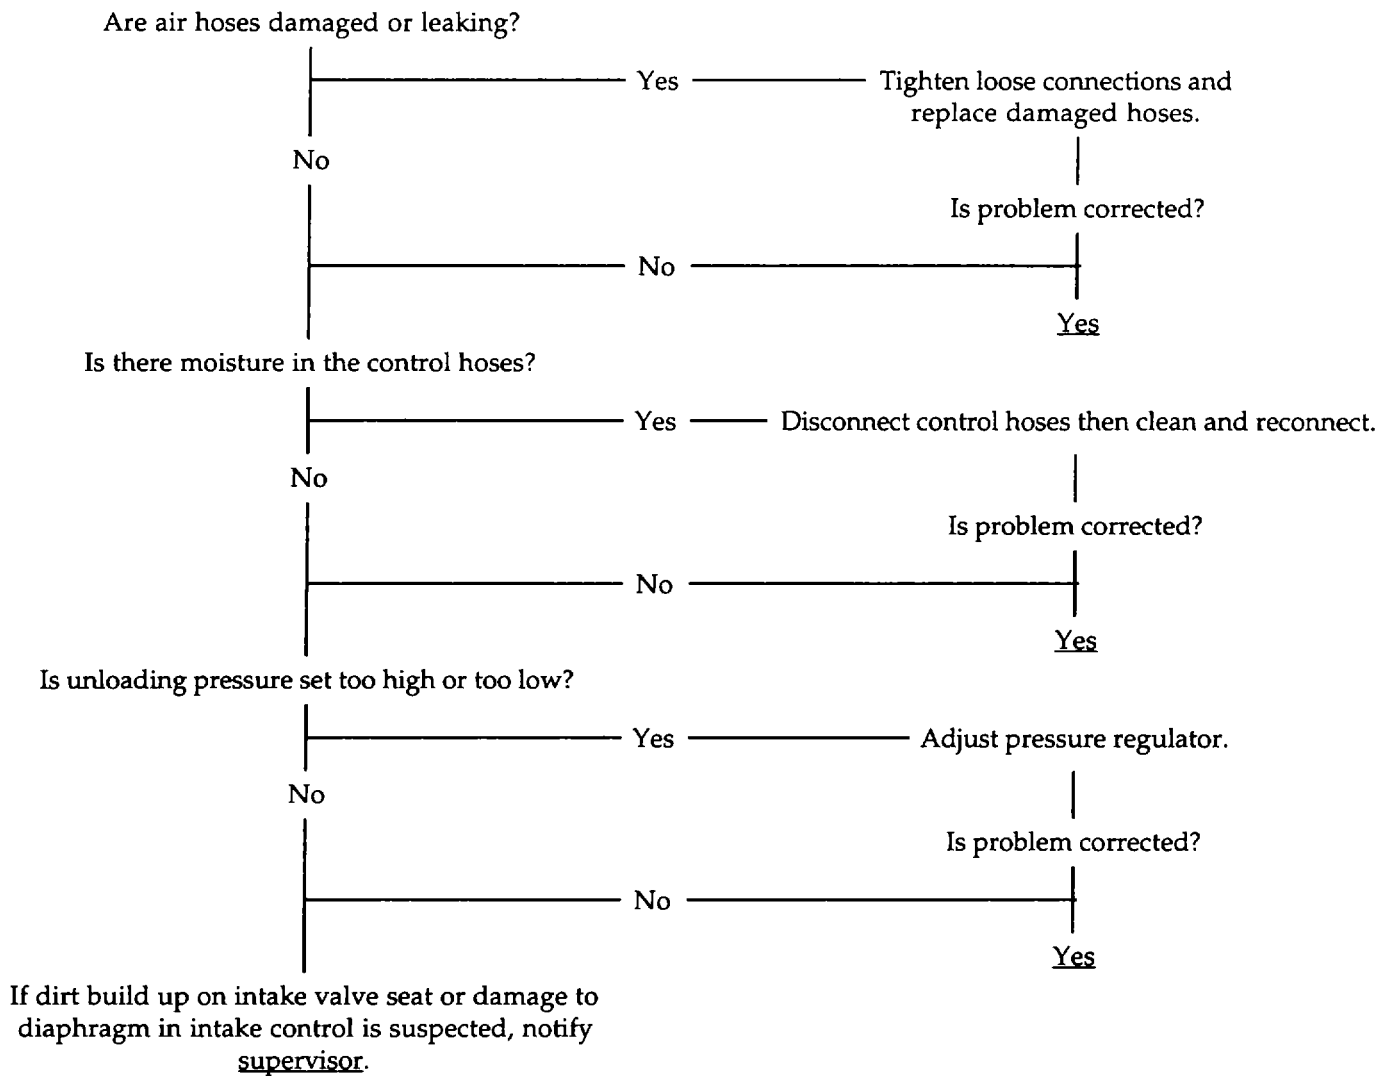 Are air hoses damaged or leaking?
Yes
Tighten loose connections and
replace damaged hoses.
No
Is problem corrected?
No
Yes
Is there moisture in the control hoses?
Yes
Disconnect control hoses then clean and reconnect.
No
Is problem corrected?
No
Yes
Is unloading pressure set too high or too low?
Yes
Adjust pressure regulator.
No
Is problem corrected?
No
Yes
If dirt build up on intake valve seat or damage to
diaphragm in intake control is suspected, notify
supervisor.